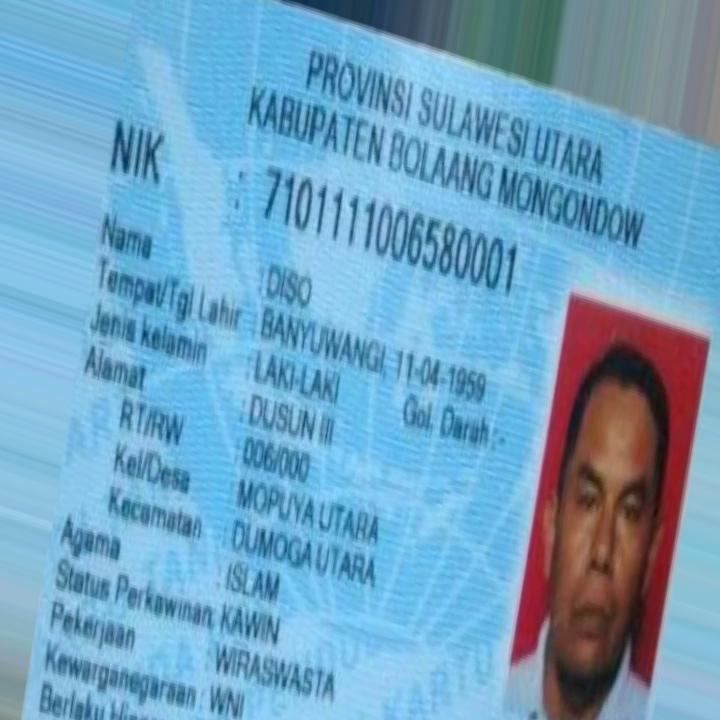 PROVINSI SULAWESI UTARA
KABUPATEN BOLAANG MONGONDOW
NIK : 7101111006580001
Nama : DISO
Tempat/Tgl Lahir : BANYUWANGI, 11-04-1959
Jenis kelamin : LAKI-LAKI Gol. Darah : -
Alamat : DUSUN III
RT/RW : 006/000
Kel/Desa : MOPUYA UTARA
Kecamatan : DUMOGA UTARA
Agama : ISLAM
Status Perkawinan: KAWIN
Pekerjaan : WIRASWASTA
Kewarganegaraan : WNI
Berlaku Hingga